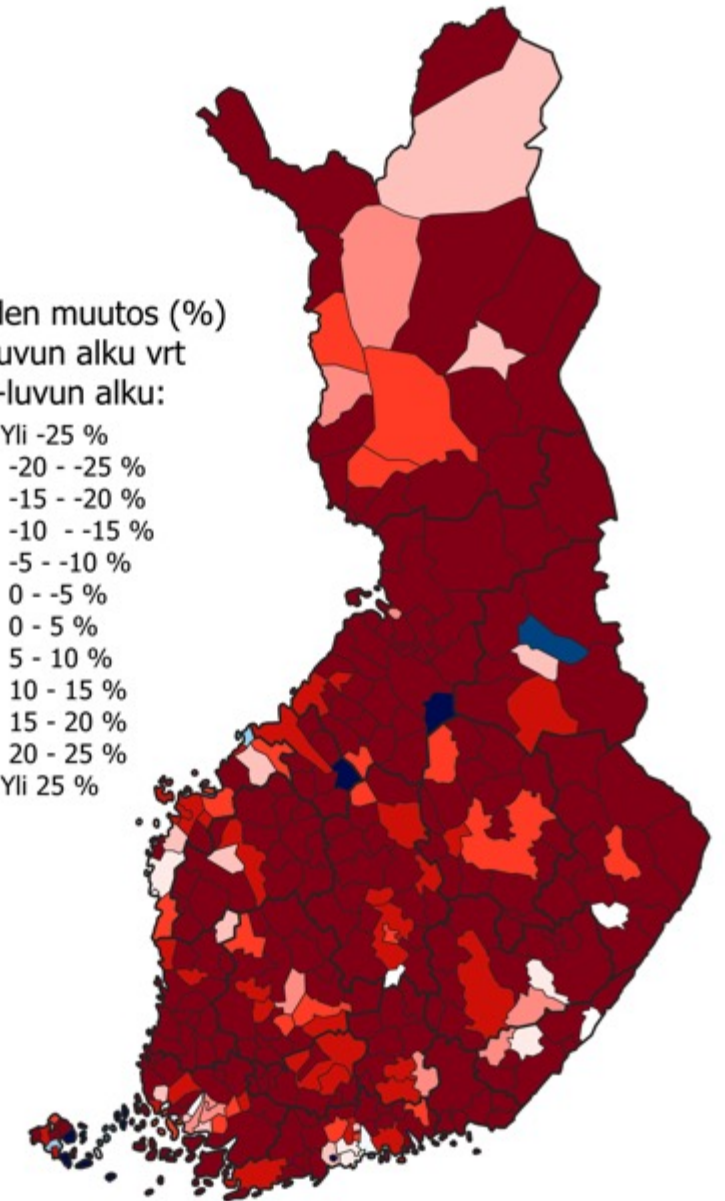 len muutos (%)
uvun alku vrt
-luvun alku:
Yli -25 %
-20 - -25 %
-15 - -20 %
-10 - -15 %
-5 - -10 %
0 - -5 %
0 - 5 %
5 - 10 %
10 - 15 %
15 - 20 %
20 - 25 %
Yli 25 %